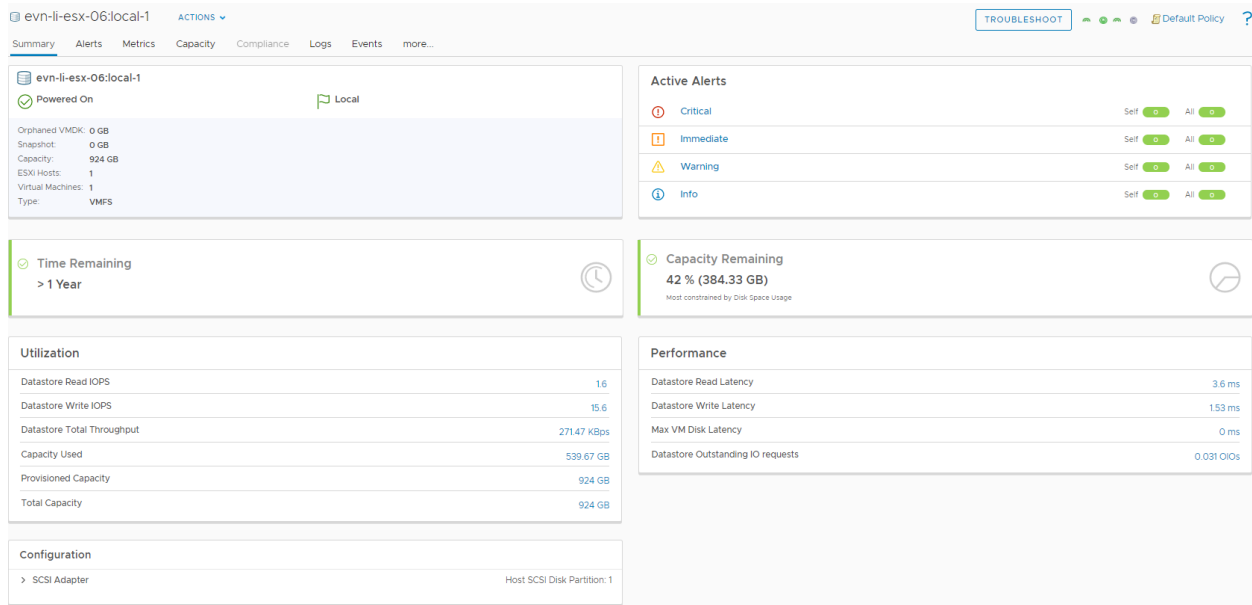 evn-li-esx-06:local-1 ACTIONS TROUBLESHOOT Default Policy ?
Summary Alerts Metrics Capacity Compliance Logs Events more...
evn-li-esx-06:local-1
Powered On Local
Orphaned VMDK: 0 GB
Snapshot: 0 GB
Capacity: 924 GB
ESXi Hosts: 1
Virtual Machines: 1
Type: VMFS
Active Alerts
Critical Self 0 All 0
Immediate Self 0 All 0
Warning Self 0 All 0
Info Self 0 All 0
Time Remaining
> 1 Year
Capacity Remaining
42 % (384.33 GB)
Most constrained by Disk Space Usage
Utilization
Datastore Read IOPS 1.6
Datastore Write IOPS 15.6
Datastore Total Throughput 271.47 KBps
Capacity Used 539.67 GB
Provisioned Capacity 924 GB
Total Capacity 924 GB
Performance
Datastore Read Latency 3.6 ms
Datastore Write Latency 1.53 ms
Max VM Disk Latency 0 ms
Datastore Outstanding IO requests 0.031 OIOs
Configuration
> SCSI Adapter Host SCSI Disk Partition: 1